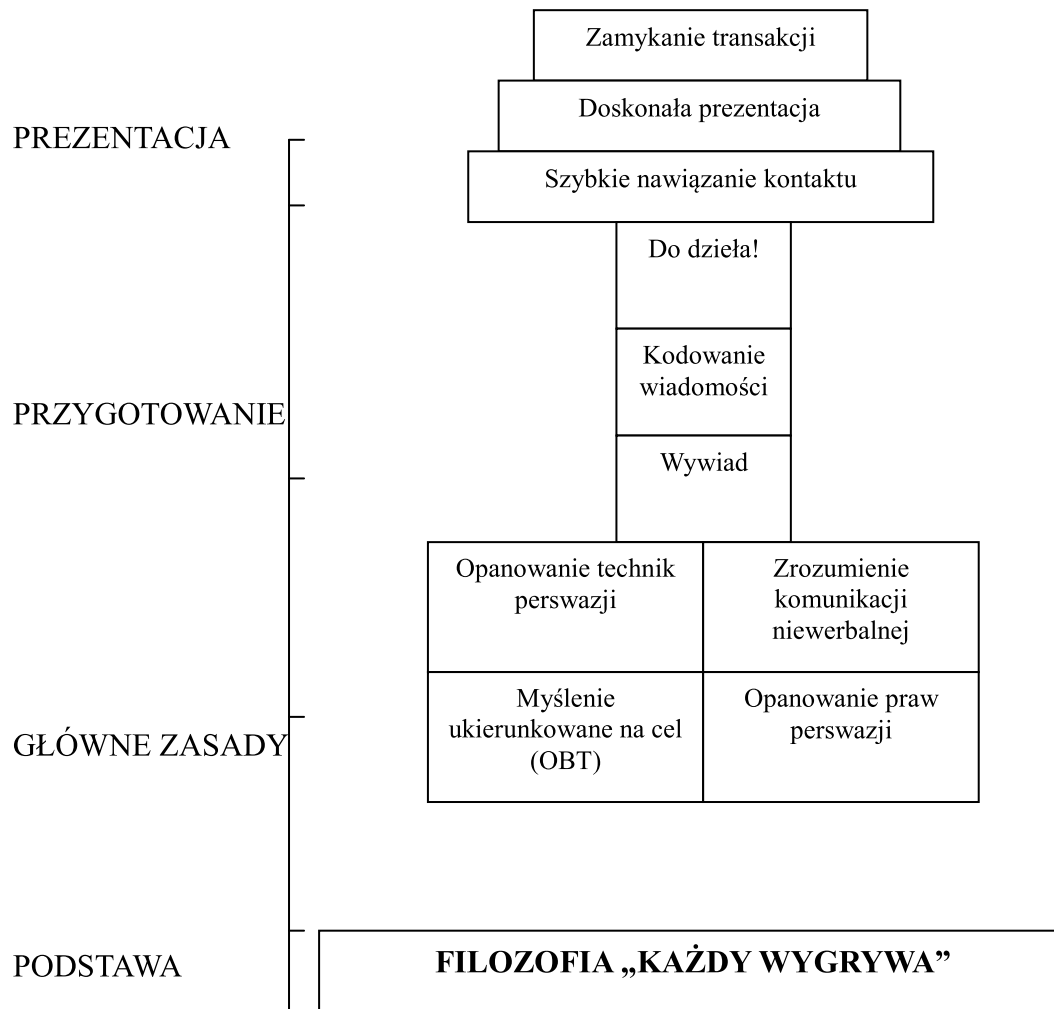 Zamykanie transakcji
Doskonała prezentacja
PREZENTACJA
Szybkie nawiązanie kontaktu
Do dzieła!
Kodowanie
wiadomości
PRZYGOTOWANIE
Wywiad
Opanowanie technik
perswazji
Zrozumienie
komunikacji
niewerbalnej
Myślenie
ukierunkowane na cel
(OBT)
Opanowanie praw
perswazji
GŁÓWNE ZASADY
PODSTAWA
FILOZOFIA „KAŻDY WYGRYWA”